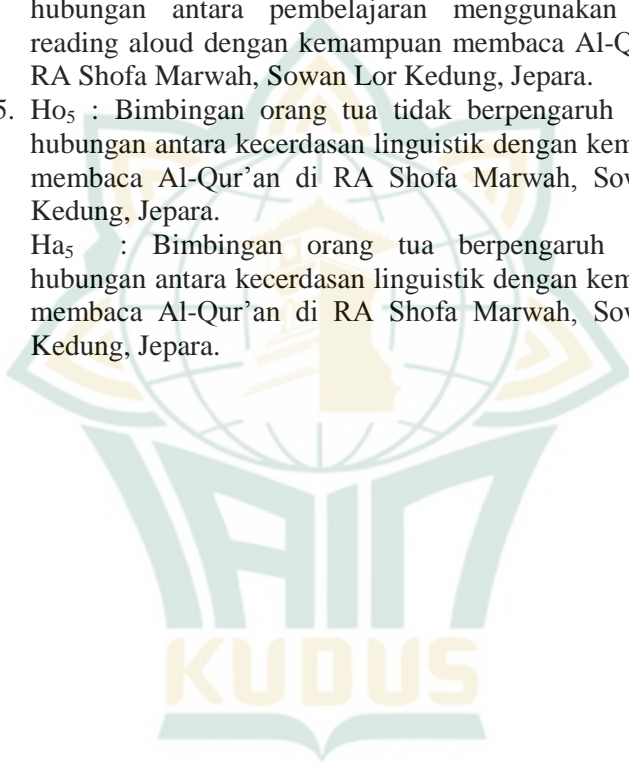 hubungan antara pembelajaran menggunakan
reading aloud dengan kemampuan membaca Al-Q
RA Shofa Marwah, Sowan Lor Kedung, Jepara.
5. Ho₅ : Bimbingan orang tua tidak berpengaruh
hubungan antara kecerdasan linguistik dengan kem
membaca Al-Qur'an di RA Shofa Marwah, Sow
Kedung, Jepara.
Ha₅ : Bimbingan orang tua berpengaruh
hubungan antara kecerdasan linguistik dengan kem
membaca Al-Qur'an di RA Shofa Marwah, Sow
Kedung, Jepara.
IAIN
KUDUS